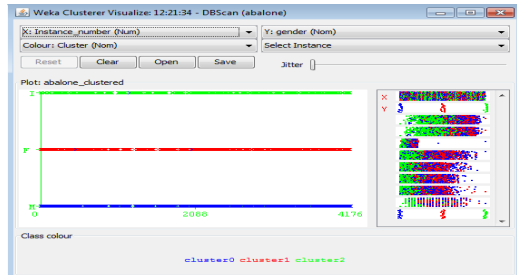 Weka Clusterer Visualize: 12:21:34 - DBScan (abalone)
X: Instance_number (Num) Y: gender (Nom)
Colour: Cluster (Nom) Select Instance
Reset Clear Open Save Jitter
Plot: abalone_clustered
I
F
M
0 2088 4176
X
Y
Class colour
cluster0 cluster1 cluster2